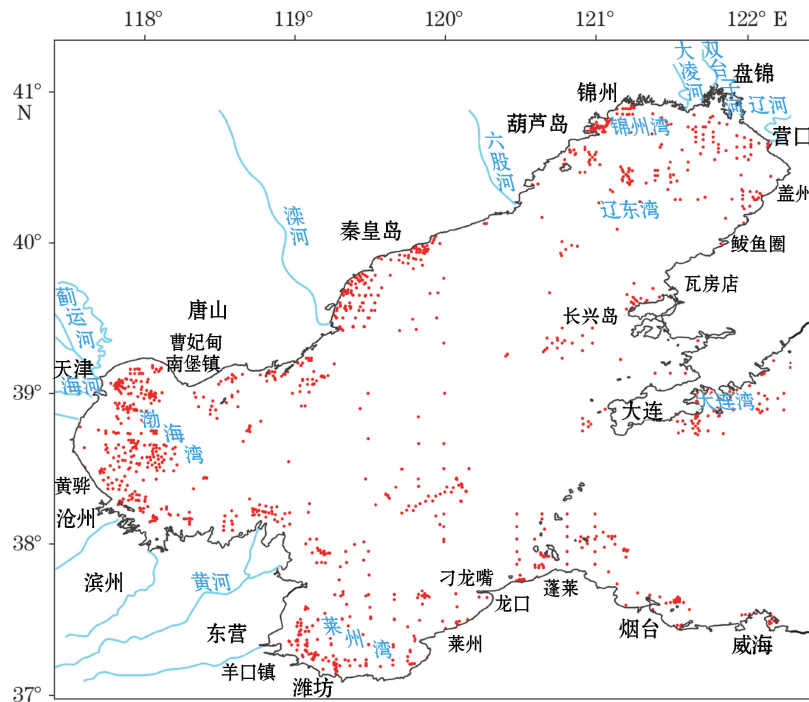 118°
119°
120°
121°
122° E
41°
N
40°
39°
38°
37°
大凌河
双台子河
盘锦
辽河
锦州
锦州湾
葫芦岛
营口
六股河
盖州
辽东湾
滦河
秦皇岛
鲅鱼圈
瓦房店
蓟运河
唐山
长兴岛
曹妃甸
南堡镇
天津
海河
大连湾
大连
渤海湾
黄骅
沧州
滨州
黄河
刁龙嘴
龙口
蓬莱
东营
莱州湾
莱州
烟台
威海
羊口镇
潍坊